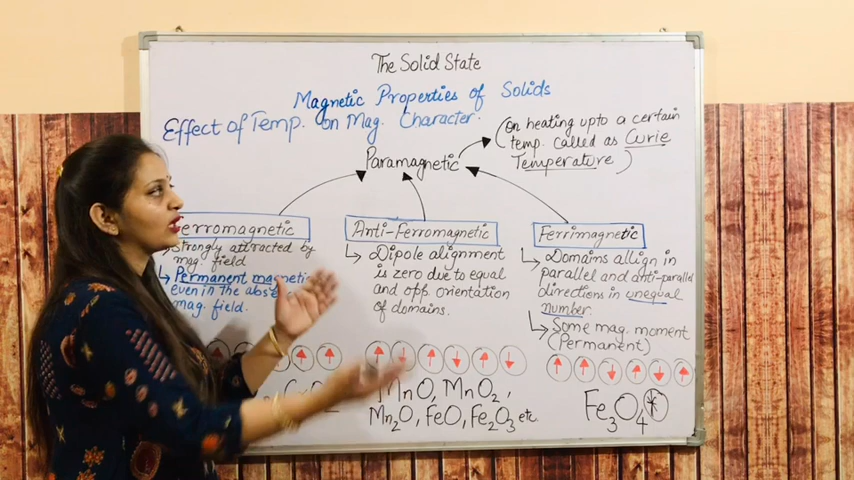 The Solid State
Magnetic Properties of Solids
Effect of Temp. on Mag. Character.
(On heating upto a certain
temp. called as Curie
Temperature)
Paramagnetic
erromagnetic
Strongly attracted by
mag. field
Permanent magnetis
even in the abse
mag. field.
CrO2
Anti-Ferromagnetic
Dipole alignment
is zero due to equal
and opp. orientation
of domains.
MnO, MnO2,
Mn2O, FeO, Fe2O3 etc.
Ferrimagnetic
Domains allign in
parallel and anti-parallel
directions in unequal
number.
Some mag. moment
(Permanent)
Fe3O4*